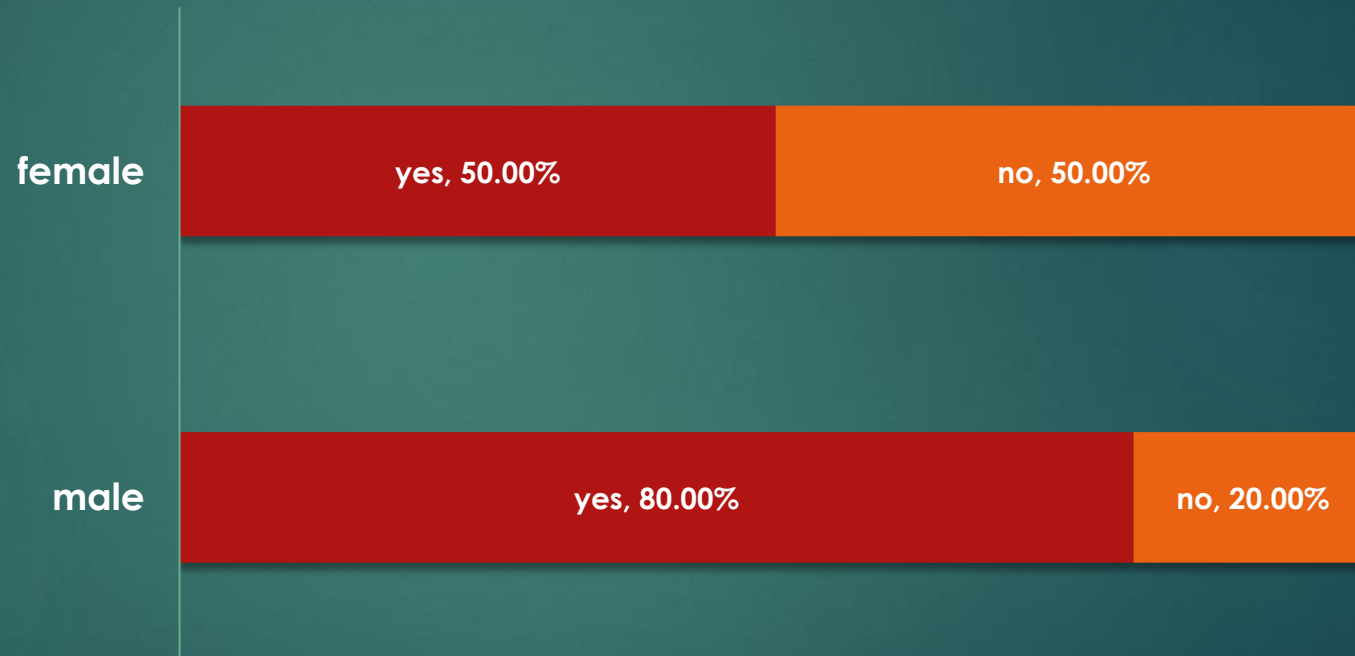 female
yes, 50.00%
no, 50.00%
male
yes, 80.00%
no, 20.00%